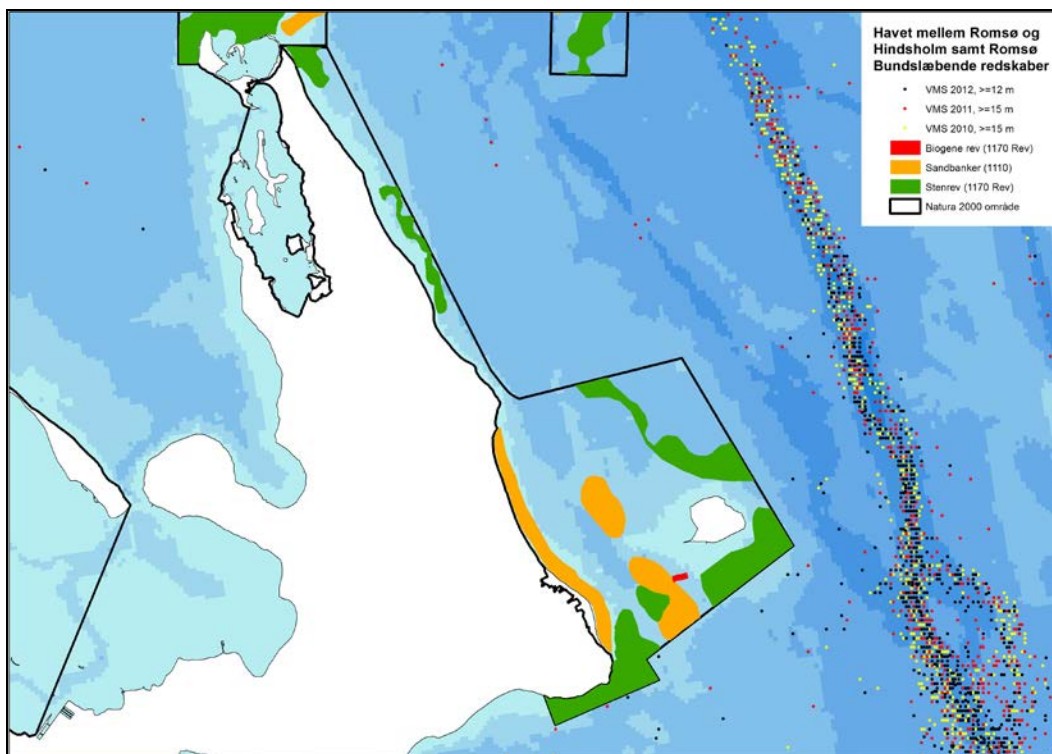 Havet mellem Romsø og
Hindsholm samt Romsø
Bundslæbende redskaber
VMS 2012, >=12 m
VMS 2011, >=15 m
VMS 2010, >=15 m
Biogene rev (1170 Rev)
Sandbanker (1110)
Stenrev (1170 Rev)
Natura 2000 område